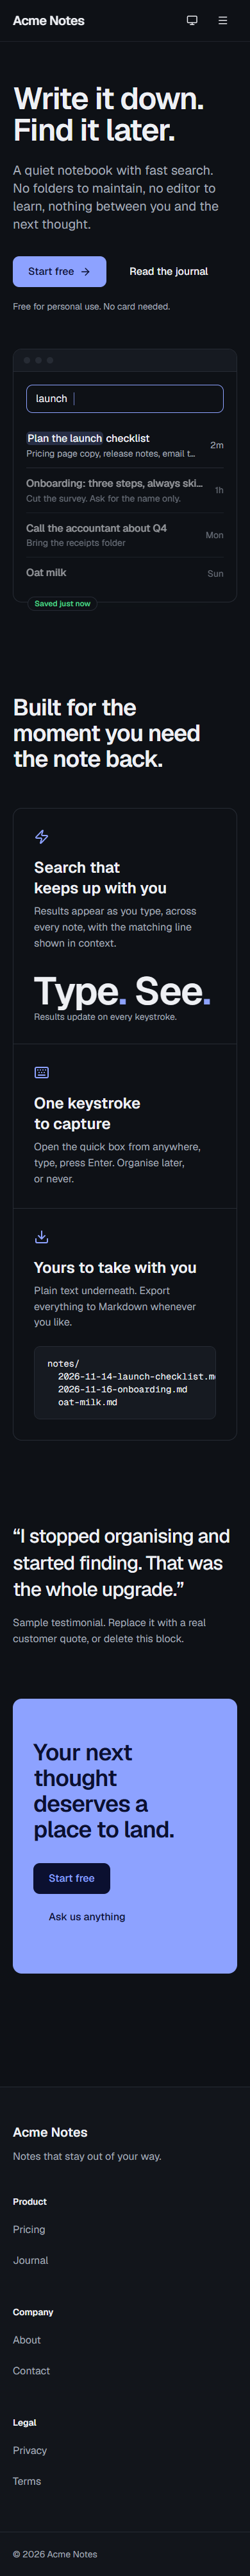 Acme Notes
Write it down.
Find it later.
A quiet notebook with fast search.
No folders to maintain, no editor to
learn, nothing between you and the
next thought.
Start free
Read the journal
Free for personal use. No card needed.
launch
Plan the launch checklist
2m
Pricing page copy, release notes, email t…
Onboarding: three steps, always ski…
1h
Cut the survey. Ask for the name only.
Call the accountant about Q4
Mon
Bring the receipts folder
Oat milk
Sun
Saved just now
Built for the
moment you need
the note back.
Search that
keeps up with you
Results appear as you type, across
every note, with the matching line
shown in context.
Type. See.
Results update on every keystroke.
One keystroke
to capture
Open the quick box from anywhere,
type, press Enter. Organise later,
or never.
Yours to take with you
Plain text underneath. Export
everything to Markdown whenever
you like.
notes/
2026-11-14-launch-checklist.m
2026-11-16-onboarding.md
oat-milk.md
“I stopped organising and
started finding. That was
the whole upgrade.”
Sample testimonial. Replace it with a real
customer quote, or delete this block.
Your next
thought
deserves a
place to land.
Start free
Ask us anything
Acme Notes
Notes that stay out of your way.
Product
Pricing
Journal
Company
About
Contact
Legal
Privacy
Terms
© 2026 Acme Notes